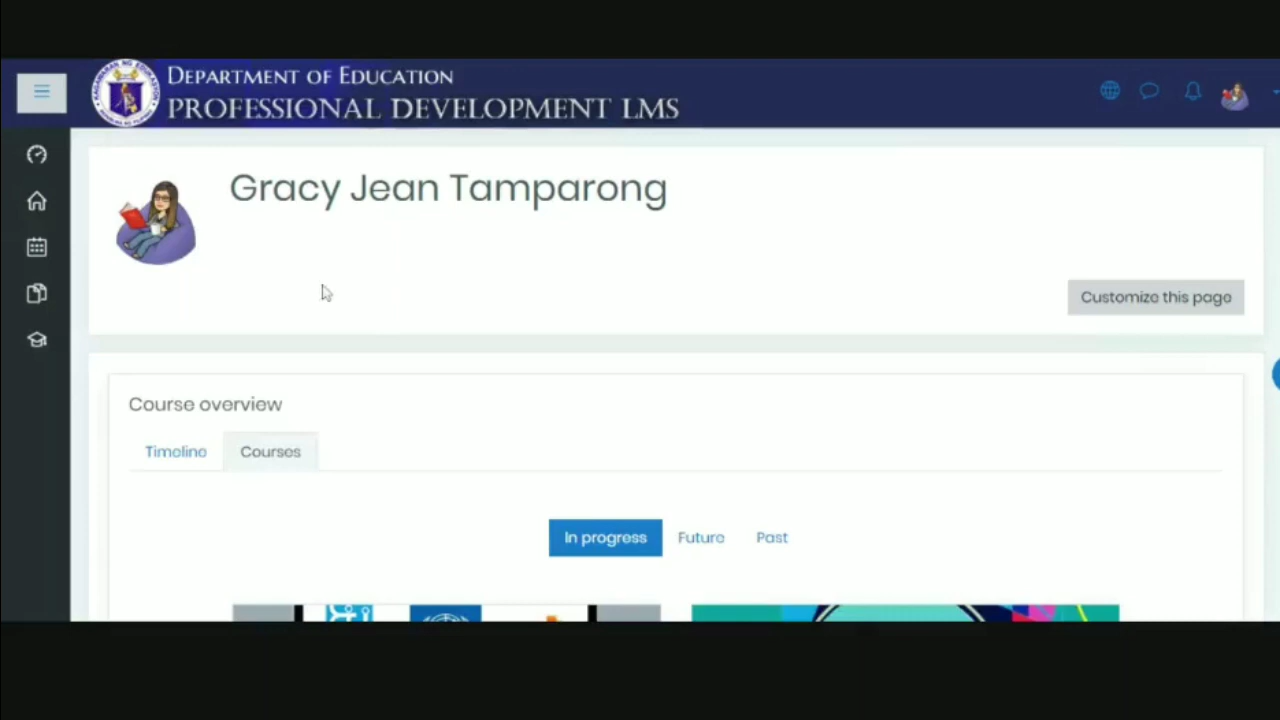 DEPARTMENT OF EDUCATION
PROFESSIONAL DEVELOPMENT LMS
Gracy Jean Tamparong
Customize this page
Course overview
Timeline
Courses
In progress
Future
Past